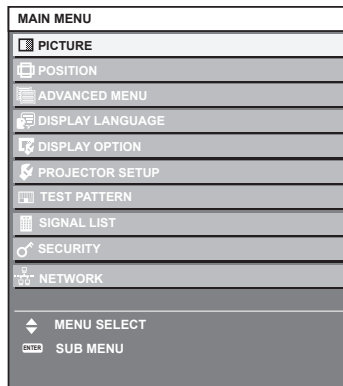 MAIN MENU
PICTURE
POSITION
ADVANCED MENU
DISPLAY LANGUAGE
DISPLAY OPTION
PROJECTOR SETUP
TEST PATTERN
SIGNAL LIST
SECURITY
NETWORK
MENU SELECT
ENTER SUB MENU